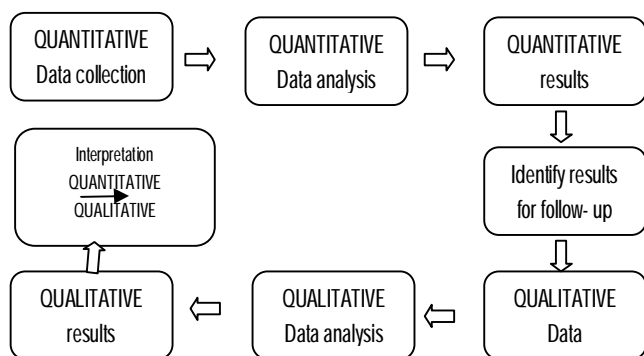 QUANTITATIVE
Data collection
QUANTITATIVE
Data analysis
QUANTITATIVE
results
Identify results
for follow- up
QUALITATIVE
Data
QUALITATIVE
Data analysis
QUALITATIVE
results
Interpretation
QUANTITATIVE
QUALITATIVE